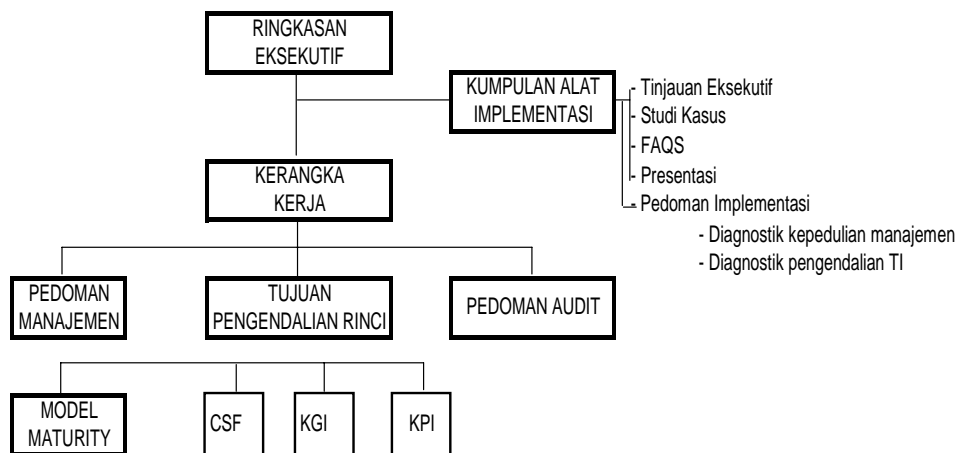 RINGKASAN
EKSEKUTIF
KUMPULAN ALAT
IMPLEMENTASI
- Tinjauan Eksekutif
- Studi Kasus
- FAQS
- Presentasi
- Pedoman Implementasi
- Diagnostik kepedulian manajemen
- Diagnostik pengendalian TI
KERANGKA
KERJA
PEDOMAN
MANAJEMEN
TUJUAN
PENGENDALIAN RINCI
PEDOMAN AUDIT
MODEL
MATURITY
CSF
KGI
KPI